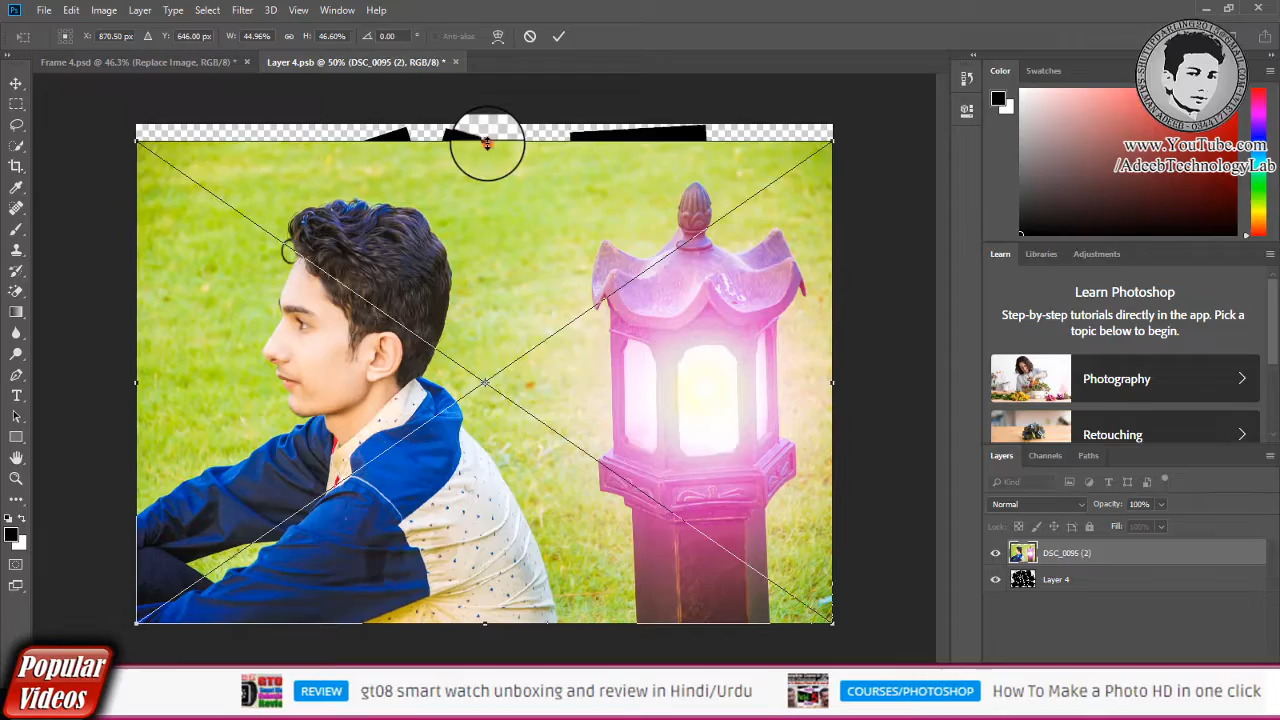 Ps File Edit Image Layer Type Select Filter 3D View Window Help
X: 870.50 px Y: 646.00 px W: 44.96% H: 46.60% 0.00 ° Anti-alias
Frame 4.psd @ 46.3% (Replace Image, RGB/8) * × Layer 4.psb @ 50% (DSC_0095 (2), RGB/8) * ×
Color Swatches
www.YouTube.com
/AdeebTechnologyLab
Learn Libraries Adjustments
Learn Photoshop
Step-by-step tutorials directly in the app. Pick a
topic below to begin.
Photography
Retouching
Layers Channels Paths
Kind
Normal Opacity: 100%
Lock: Fill: 100%
DSC_0095 (2)
Layer 4
Popular
Videos
REVIEW gt08 smart watch unboxing and review in Hindi/Urdu COURSES/PHOTOSHOP How To Make a Photo HD in one click